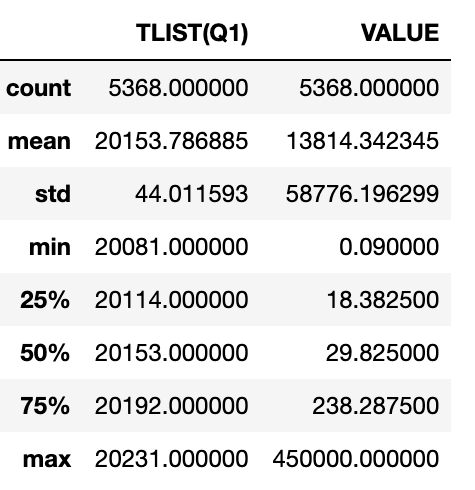 TLIST(Q1) VALUE
count 5368.000000 5368.000000
mean 20153.786885 13814.342345
std 44.011593 58776.196299
min 20081.000000 0.090000
25% 20114.000000 18.382500
50% 20153.000000 29.825000
75% 20192.000000 238.287500
max 20231.000000 450000.000000